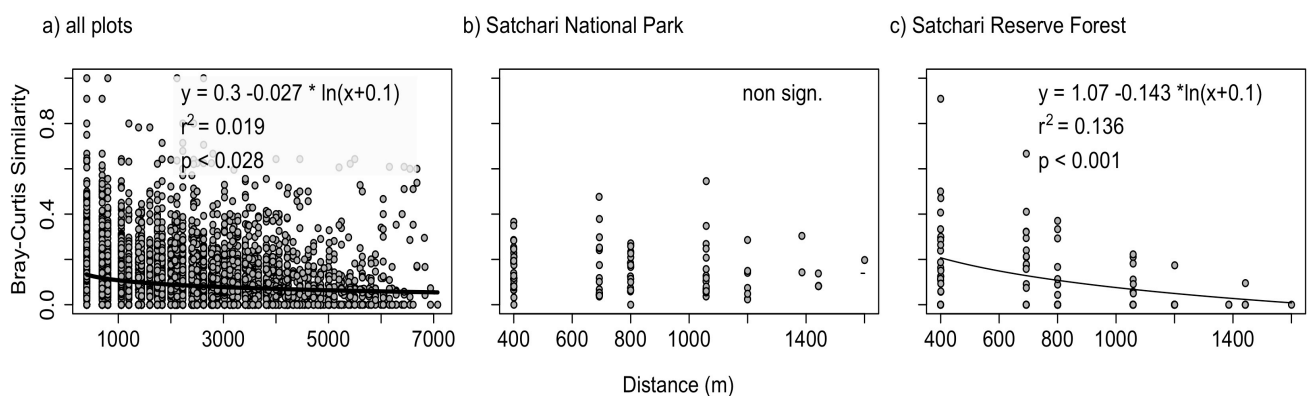 a) all plots
b) Satchari National Park
c) Satchari Reserve Forest
Bray-Curtis Similarity
0.0
0.4
0.8
y = 0.3 -0.027 * ln(x+0.1)
r² = 0.019
p < 0.028
1000 3000 5000 7000
non sign.
400 600 1000 1400
y = 1.07 -0.143 *ln(x+0.1)
r² = 0.136
p < 0.001
400 600 1000 1400
Distance (m)